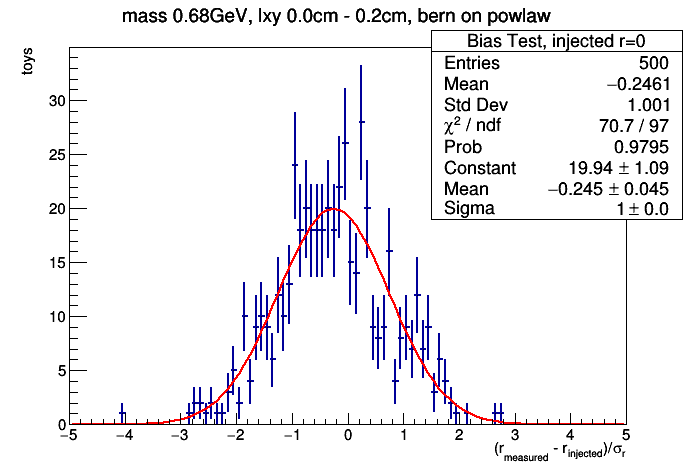 mass 0.68GeV, lxy 0.0cm - 0.2cm, bern on powlaw
toys
Bias Test, injected r=0
Entries 500
Mean −0.2461
Std Dev 1.001
χ² / ndf 70.7 / 97
Prob 0.9795
Constant 19.94 ± 1.09
Mean −0.245 ± 0.045
Sigma 1 ± 0.0
30
25
20
15
10
5
0
−5 −4 −3 −2 −1 0 1 2 3 4 5
(r_measured - r_injected)/σ_r